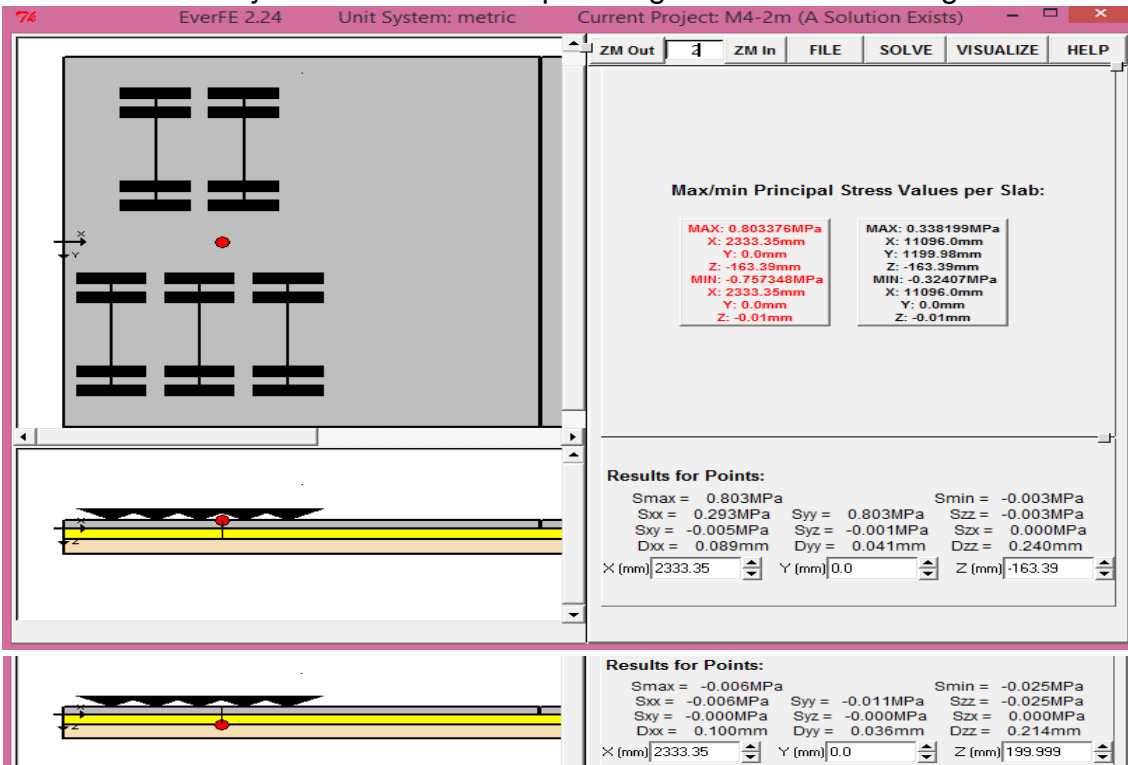 7% EverFE 2.24 Unit System: metric Current Project: M4-2m (A Solution Exists)
ZM Out 2 ZM In FILE SOLVE VISUALIZE HELP
Max/min Principal Stress Values per Slab:
MAX: 0.803376MPa
X: 2333.35mm
Y: 0.0mm
Z: -163.39mm
MIN: -0.757348MPa
X: 2333.35mm
Y: 0.0mm
Z: -0.01mm
MAX: 0.338199MPa
X: 11096.0mm
Y: 1199.98mm
Z: -163.39mm
MIN: -0.32407MPa
X: 11096.0mm
Y: 0.0mm
Z: -0.01mm
X
Y
X
Z
Results for Points:
Smax = 0.803MPa Smin = -0.003MPa
Sxx = 0.293MPa Syy = 0.803MPa Szz = -0.003MPa
Sxy = -0.005MPa Syz = -0.001MPa Szx = 0.000MPa
Dxx = 0.089mm Dyy = 0.041mm Dzz = 0.240mm
X (mm) 2333.35 Y (mm) 0.0 Z (mm) -163.39
X
Z
Results for Points:
Smax = -0.006MPa Smin = -0.025MPa
Sxx = -0.006MPa Syy = -0.011MPa Szz = -0.025MPa
Sxy = -0.000MPa Syz = -0.000MPa Szx = 0.000MPa
Dxx = 0.100mm Dyy = 0.036mm Dzz = 0.214mm
X (mm) 2333.35 Y (mm) 0.0 Z (mm) 199.999